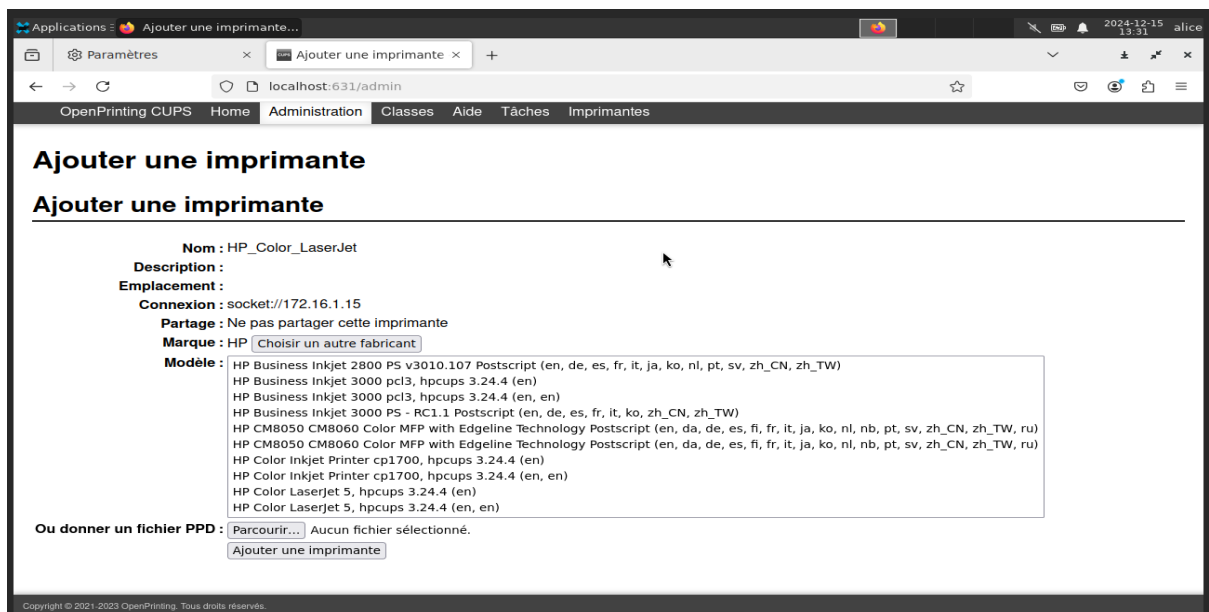 Applications Ajouter une imprimante... 2024-12-15 13:31 alice
Paramètres Ajouter une imprimante
localhost:631/admin
OpenPrinting CUPS Home Administration Classes Aide Tâches Imprimantes
Ajouter une imprimante
Ajouter une imprimante
Nom : HP_Color_LaserJet
Description :
Emplacement :
Connexion : socket://172.16.1.15
Partage : Ne pas partager cette imprimante
Marque : HP Choisir un autre fabricant
Modèle :
HP Business Inkjet 2800 PS v3010.107 Postscript (en, de, es, fr, it, ja, ko, nl, pt, sv, zh_CN, zh_TW)
HP Business Inkjet 3000 pcl3, hpcups 3.24.4 (en)
HP Business Inkjet 3000 pcl3, hpcups 3.24.4 (en, en)
HP Business Inkjet 3000 PS - RC1.1 Postscript (en, de, es, fr, it, ko, zh_CN, zh_TW)
HP CM8050 CM8060 Color MFP with Edgeline Technology Postscript (en, da, de, es, fi, fr, it, ja, ko, nl, nb, pt, sv, zh_CN, zh_TW, ru)
HP CM8050 CM8060 Color MFP with Edgeline Technology Postscript (en, da, de, es, fi, fr, it, ja, ko, nl, nb, pt, sv, zh_CN, zh_TW, ru)
HP Color Inkjet Printer cp1700, hpcups 3.24.4 (en)
HP Color Inkjet Printer cp1700, hpcups 3.24.4 (en, en)
HP Color LaserJet 5, hpcups 3.24.4 (en)
HP Color LaserJet 5, hpcups 3.24.4 (en, en)
Ou donner un fichier PPD : Parcourir... Aucun fichier sélectionné.
Ajouter une imprimante
Copyright © 2021-2023 OpenPrinting. Tous droits réservés.